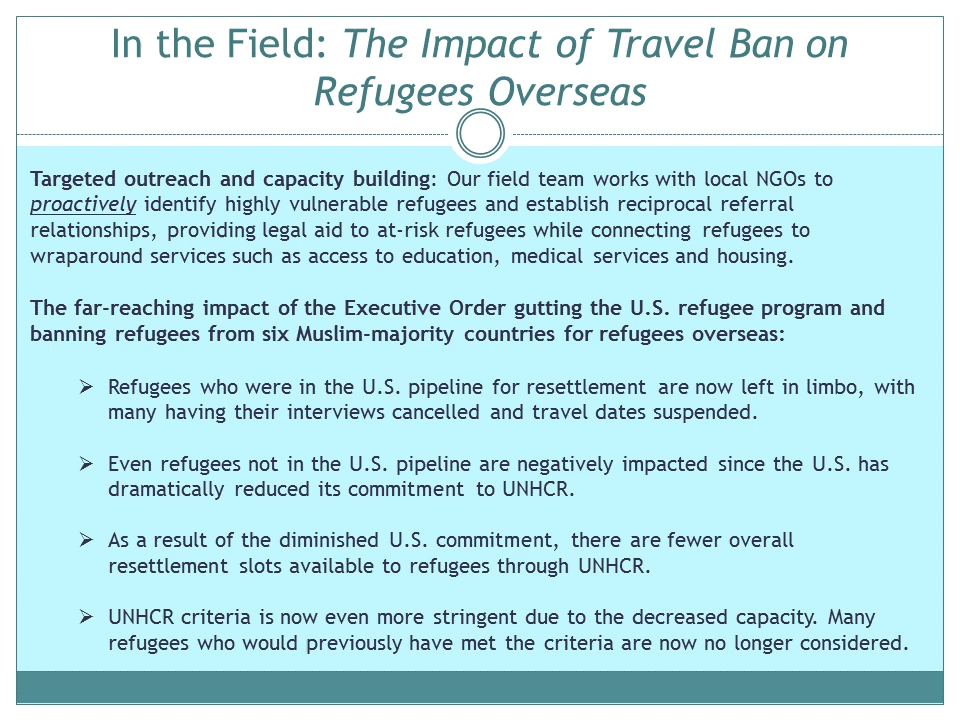 In the Field: The Impact of Travel Ban on
Refugees Overseas
Targeted outreach and capacity building: Our field team works with local NGOs to
proactively identify highly vulnerable refugees and establish reciprocal referral
relationships, providing legal aid to at-risk refugees while connecting refugees to
wraparound services such as access to education, medical services and housing.
The far-reaching impact of the Executive Order gutting the U.S. refugee program and
banning refugees from six Muslim-majority countries for refugees overseas:
➢ Refugees who were in the U.S. pipeline for resettlement are now left in limbo, with
many having their interviews cancelled and travel dates suspended.
➢ Even refugees not in the U.S. pipeline are negatively impacted since the U.S. has
dramatically reduced its commitment to UNHCR.
➢ As a result of the diminished U.S. commitment, there are fewer overall
resettlement slots available to refugees through UNHCR.
➢ UNHCR criteria is now even more stringent due to the decreased capacity. Many
refugees who would previously have met the criteria are now no longer considered.